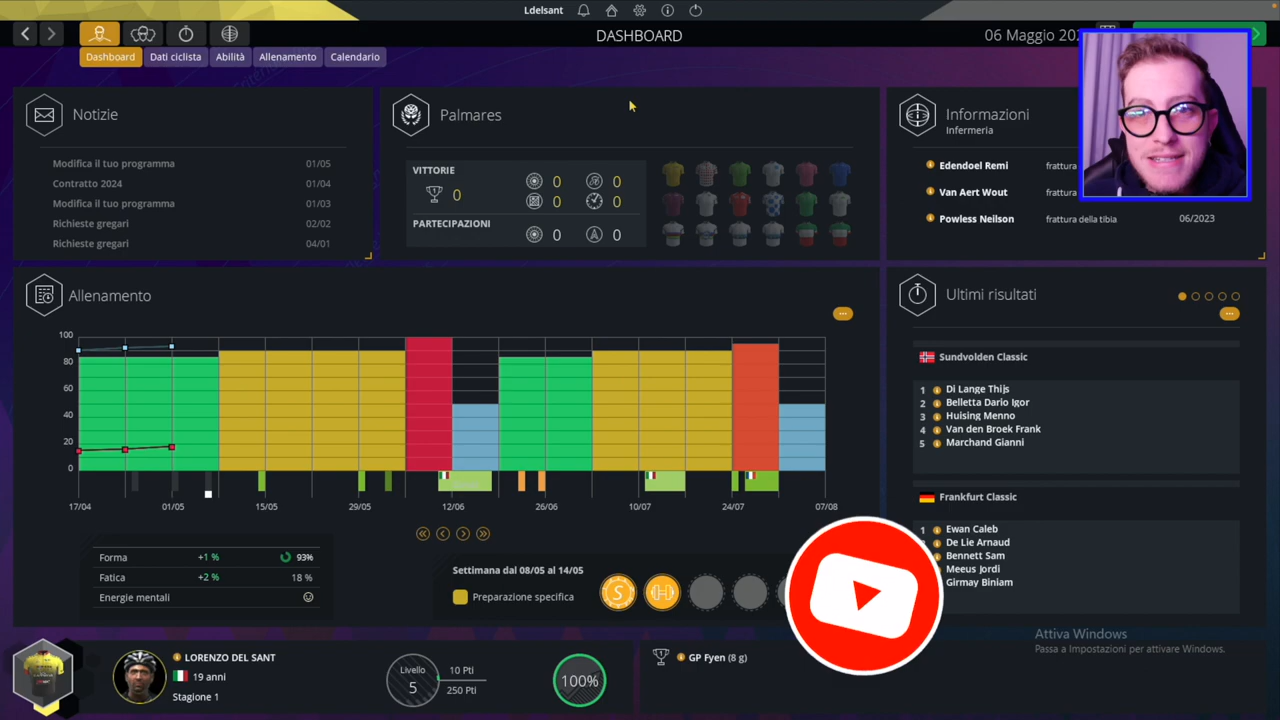 Ldelsant
DASHBOARD
06 Maggio
Dashboard
Dati ciclista
Abilità
Allenamento
Calendario
Notizie
Modifica il tuo programma 01/05
Contratto 2024 01/04
Modifica il tuo programma 01/03
Richieste gregari 02/02
Richieste gregari 04/01
Palmares
VITTORIE
0
0 0
0 0
PARTECIPAZIONI
0 0
Informazioni
Infermeria
Edendoel Remi frattura
Van Aert Wout frattura
Powless Neilson frattura della tibia 06/2023
Allenamento
100
80
60
40
20
0
17/04 01/05 15/05 29/05 12/06 26/06 10/07 24/07 07/08
Forma +1 % 93%
Fatica +2 % 18 %
Energie mentali
Settimana dal 08/05 al 14/05
Preparazione specifica
S
Ultimi risultati
Sundvolden Classic
1 Di Lange Thijs
2 Belletta Dario Igor
3 Huising Menno
4 Van den Broek Frank
5 Marchand Gianni
Frankfurt Classic
1 Ewan Caleb
De Lie Arnaud
Bennett Sam
Meeus Jordi
Girmay Biniam
Attiva Windows
Passa a Impostazioni per attivare Windows.
LORENZO DEL SANT
19 anni
Stagione 1
Livello
5
10 Pti
250 Pti
100%
GP Fyen (8 g)